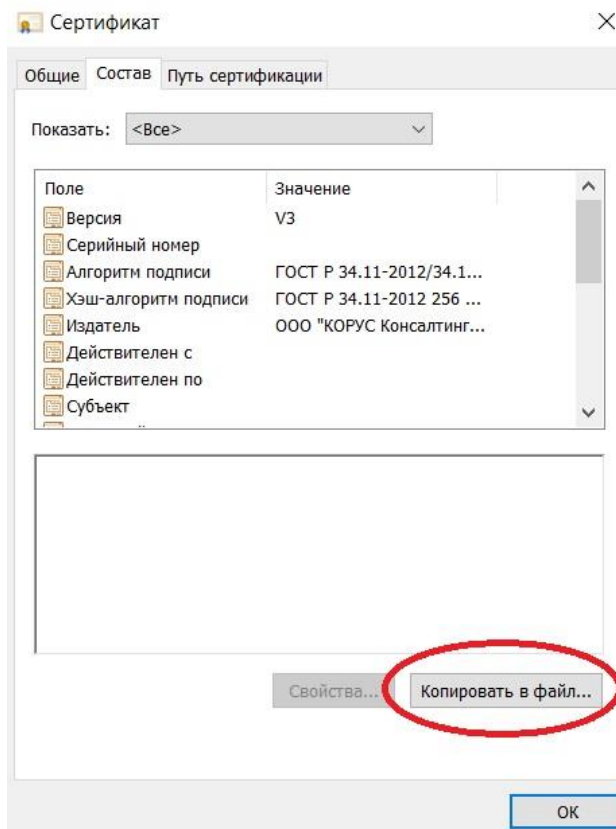 Сертификат
Общие Состав Путь сертификации
Показать: <Все>
Поле Значение
Версия V3
Серийный номер
Алгоритм подписи ГОСТ Р 34.11-2012/34.1...
Хэш-алгоритм подписи ГОСТ Р 34.11-2012 256 ...
Издатель ООО "КОРУС Консалтинг...
Действителен с
Действителен по
Субъект
Свойства... Копировать в файл...
ОК